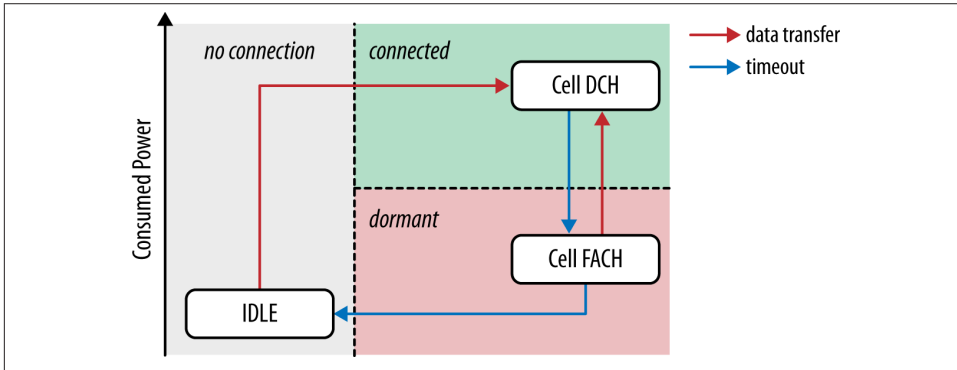 no connection
connected
data transfer
timeout
Cell DCH
Consumed Power
dormant
Cell FACH
IDLE